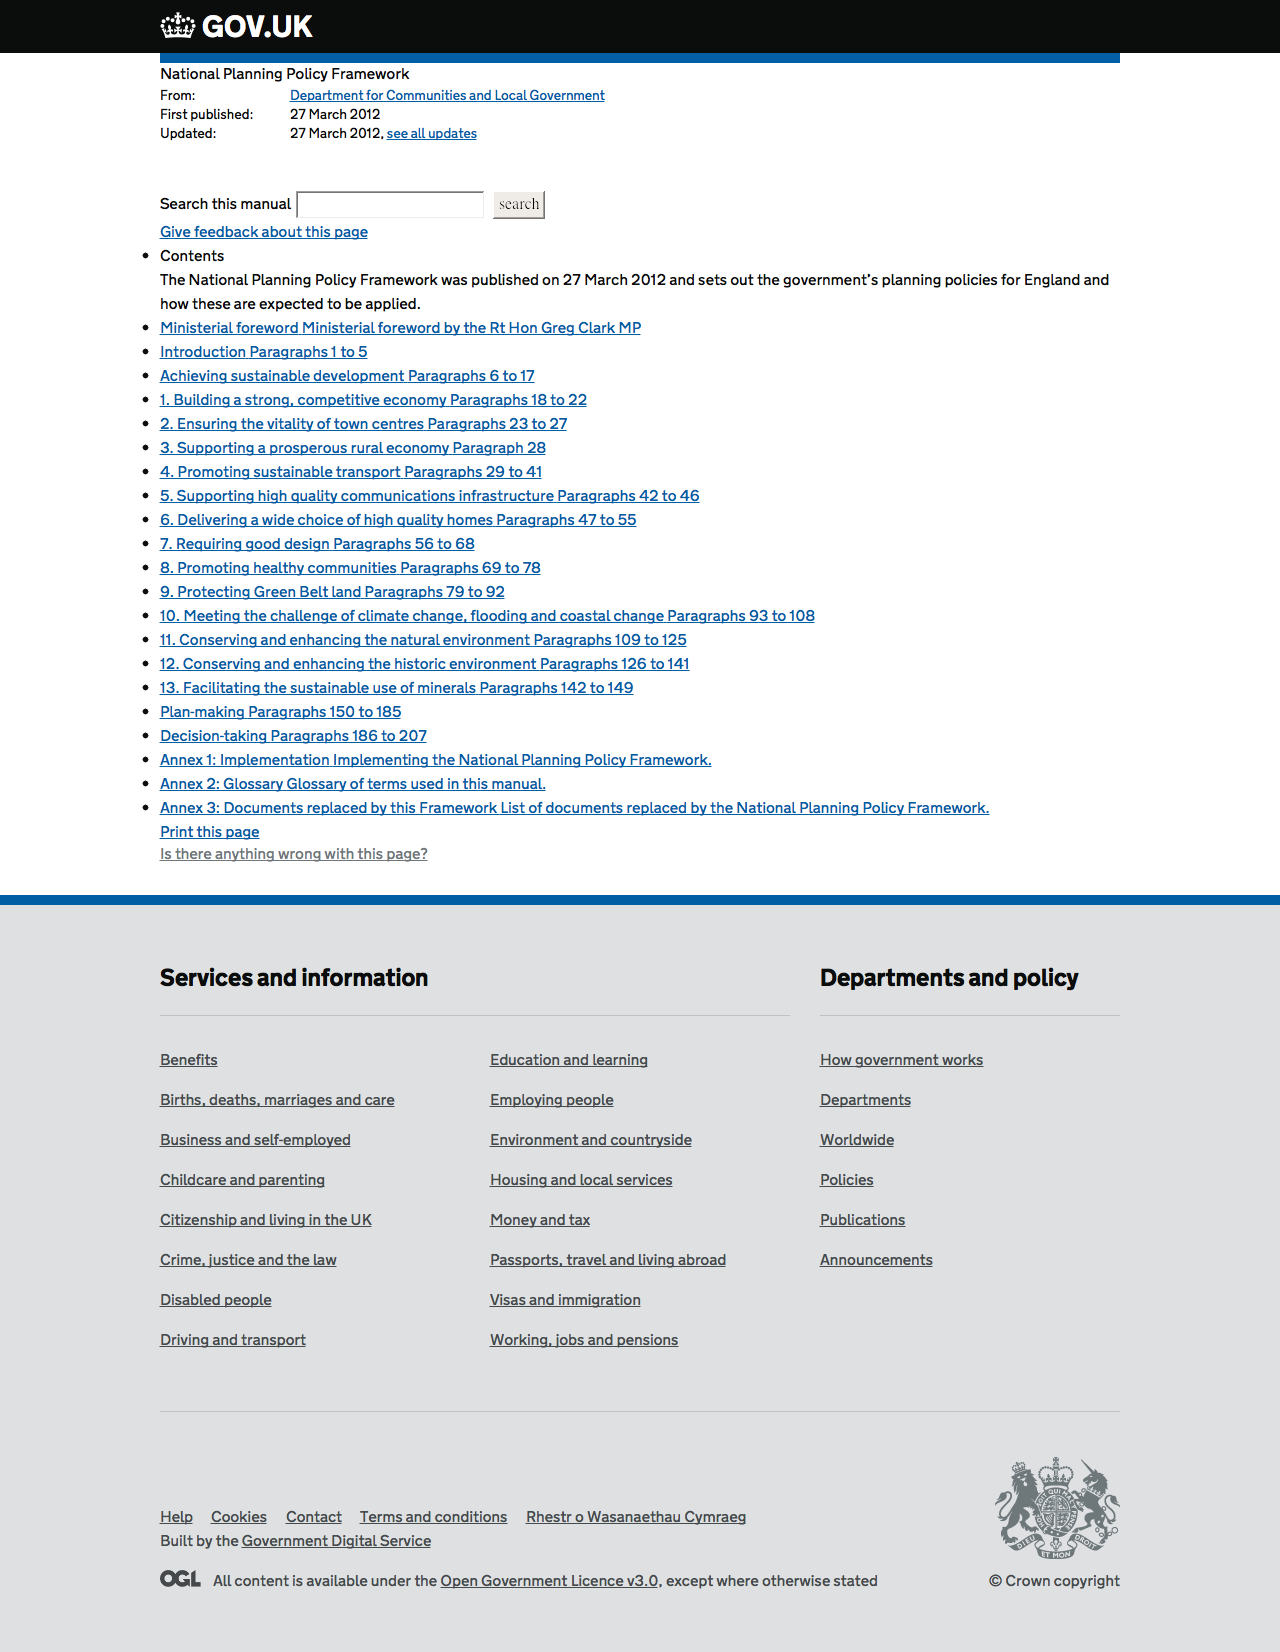 GOV.UK
National Planning Policy Framework
From: Department for Communities and Local Government
First published: 27 March 2012
Updated: 27 March 2012, see all updates
Search this manual search
Give feedback about this page
Contents
The National Planning Policy Framework was published on 27 March 2012 and sets out the government's planning policies for England and
how these are expected to be applied.
Ministerial foreword Ministerial foreword by the Rt Hon Greg Clark MP
Introduction Paragraphs 1 to 5
Achieving sustainable development Paragraphs 6 to 17
1. Building a strong, competitive economy Paragraphs 18 to 22
2. Ensuring the vitality of town centres Paragraphs 23 to 27
3. Supporting a prosperous rural economy Paragraph 28
4. Promoting sustainable transport Paragraphs 29 to 41
5. Supporting high quality communications infrastructure Paragraphs 42 to 46
6. Delivering a wide choice of high quality homes Paragraphs 47 to 55
7. Requiring good design Paragraphs 56 to 68
8. Promoting healthy communities Paragraphs 69 to 78
9. Protecting Green Belt land Paragraphs 79 to 92
10. Meeting the challenge of climate change, flooding and coastal change Paragraphs 93 to 108
11. Conserving and enhancing the natural environment Paragraphs 109 to 125
12. Conserving and enhancing the historic environment Paragraphs 126 to 141
13. Facilitating the sustainable use of minerals Paragraphs 142 to 149
Plan-making Paragraphs 150 to 185
Decision-taking Paragraphs 186 to 207
Annex 1: Implementation Implementing the National Planning Policy Framework.
Annex 2: Glossary Glossary of terms used in this manual.
Annex 3: Documents replaced by this Framework List of documents replaced by the National Planning Policy Framework.
Print this page
Is there anything wrong with this page?
Services and information
Benefits
Births, deaths, marriages and care
Business and self-employed
Childcare and parenting
Citizenship and living in the UK
Crime, justice and the law
Disabled people
Driving and transport
Education and learning
Employing people
Environment and countryside
Housing and local services
Money and tax
Passports, travel and living abroad
Visas and immigration
Working, jobs and pensions
Departments and policy
How government works
Departments
Worldwide
Policies
Publications
Announcements
Help Cookies Contact Terms and conditions Rhestr o Wasanaethau Cymraeg
Built by the Government Digital Service
OGL All content is available under the Open Government Licence v3.0, except where otherwise stated
DIEU ET MON DROIT
© Crown copyright